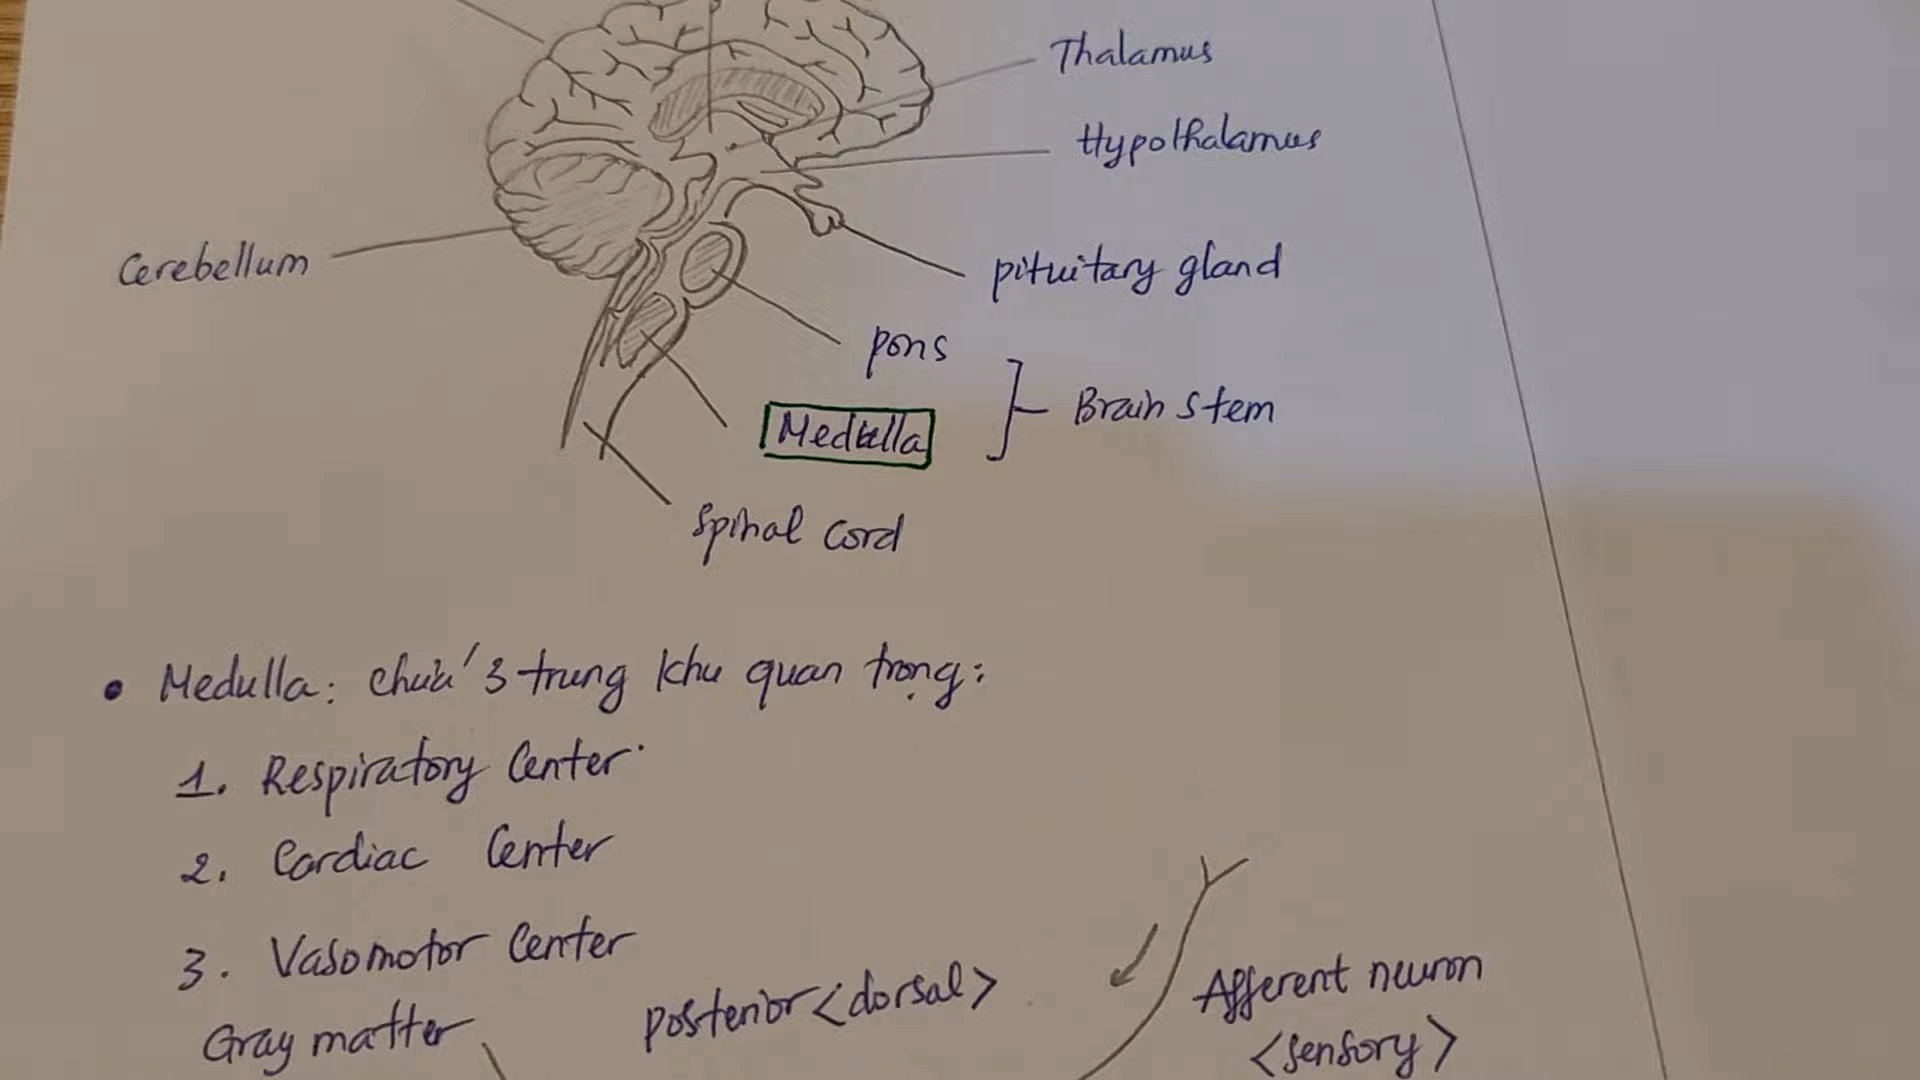 Thalamus
Hypothalamus
Cerebellum
pituitary gland
pons
Medulla
Brain stem
Spinal cord
• Medulla: chứa 3 trung khu quan trọng:
1. Respiratory Center
2. Cardiac Center
3. Vasomotor Center
Gray matter
posterior <dorsal>
Afferent neuron
<sensory>